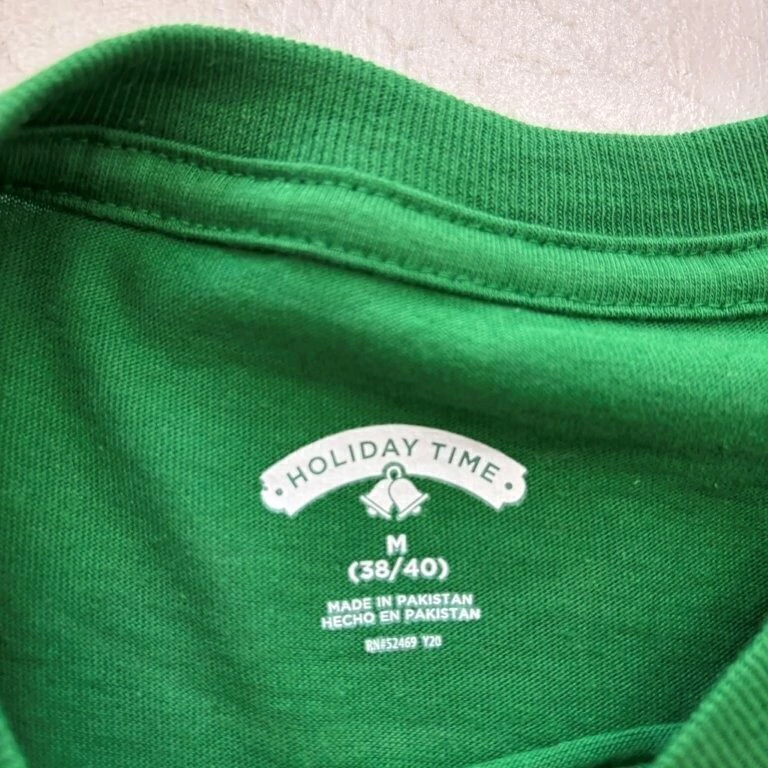 HOLIDAY TIME
M
(38/40)
MADE IN PAKISTAN
HECHO EN PAKISTAN
RN#52469 Y20